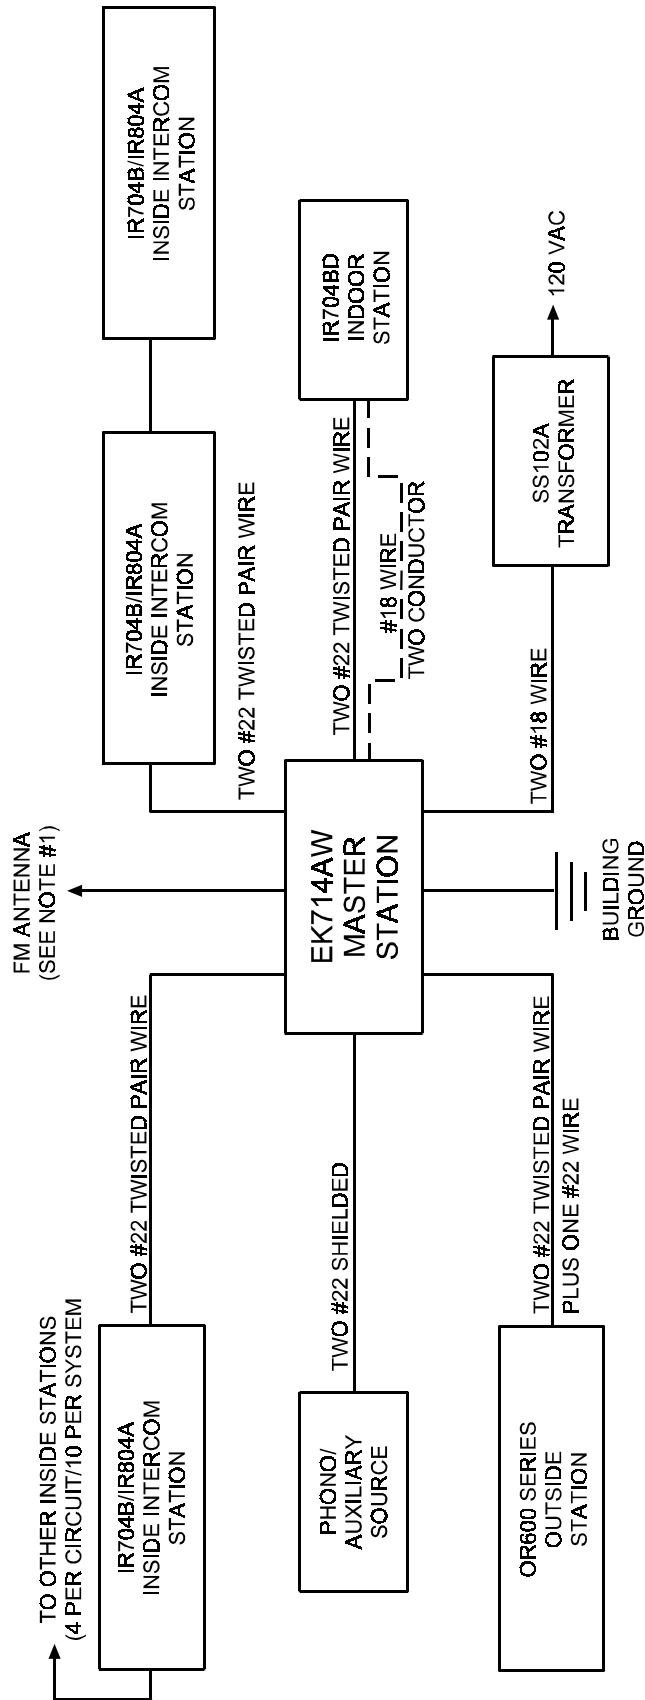 TO OTHER INSIDE STATIONS
(4 PER CIRCUIT/10 PER SYSTEM
IR704B/IR804A
INSIDE INTERCOM
STATION
TWO #22 TWISTED PAIR WIRE
FM ANTENNA
(SEE NOTE #1)
IR704B/IR804A
INSIDE INTERCOM
STATION
IR704B/IR804A
INSIDE INTERCOM
STATION
TWO #22 TWISTED PAIR WIRE
PHONO/
AUXILIARY
SOURCE
TWO #22 SHIELDED
EK714AW
MASTER
STATION
TWO #22 TWISTED PAIR WIRE
#18 WIRE
TWO CONDUCTOR
IR704BD
INDOOR
STATION
OR600 SERIES
OUTSIDE
STATION
TWO #22 TWISTED PAIR WIRE
PLUS ONE #22 WIRE
BUILDING
GROUND
TWO #18 WIRE
SS102A
TRANSFORMER
120 VAC